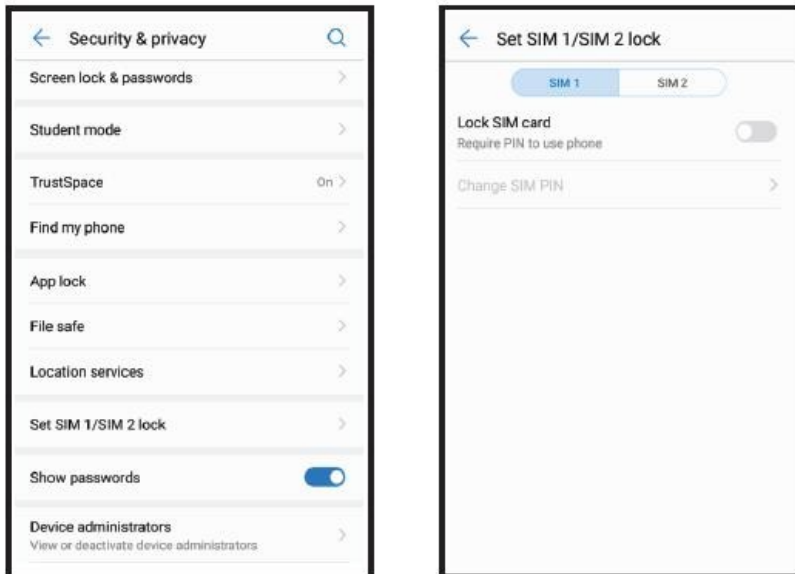 Security & privacy
Screen lock & passwords
Student mode
TrustSpace On
Find my phone
App lock
File safe
Location services
Set SIM 1/SIM 2 lock
Show passwords
Device administrators
View or deactivate device administrators
Set SIM 1/SIM 2 lock
SIM 1 SIM 2
Lock SIM card
Require PIN to use phone
Change SIM PIN